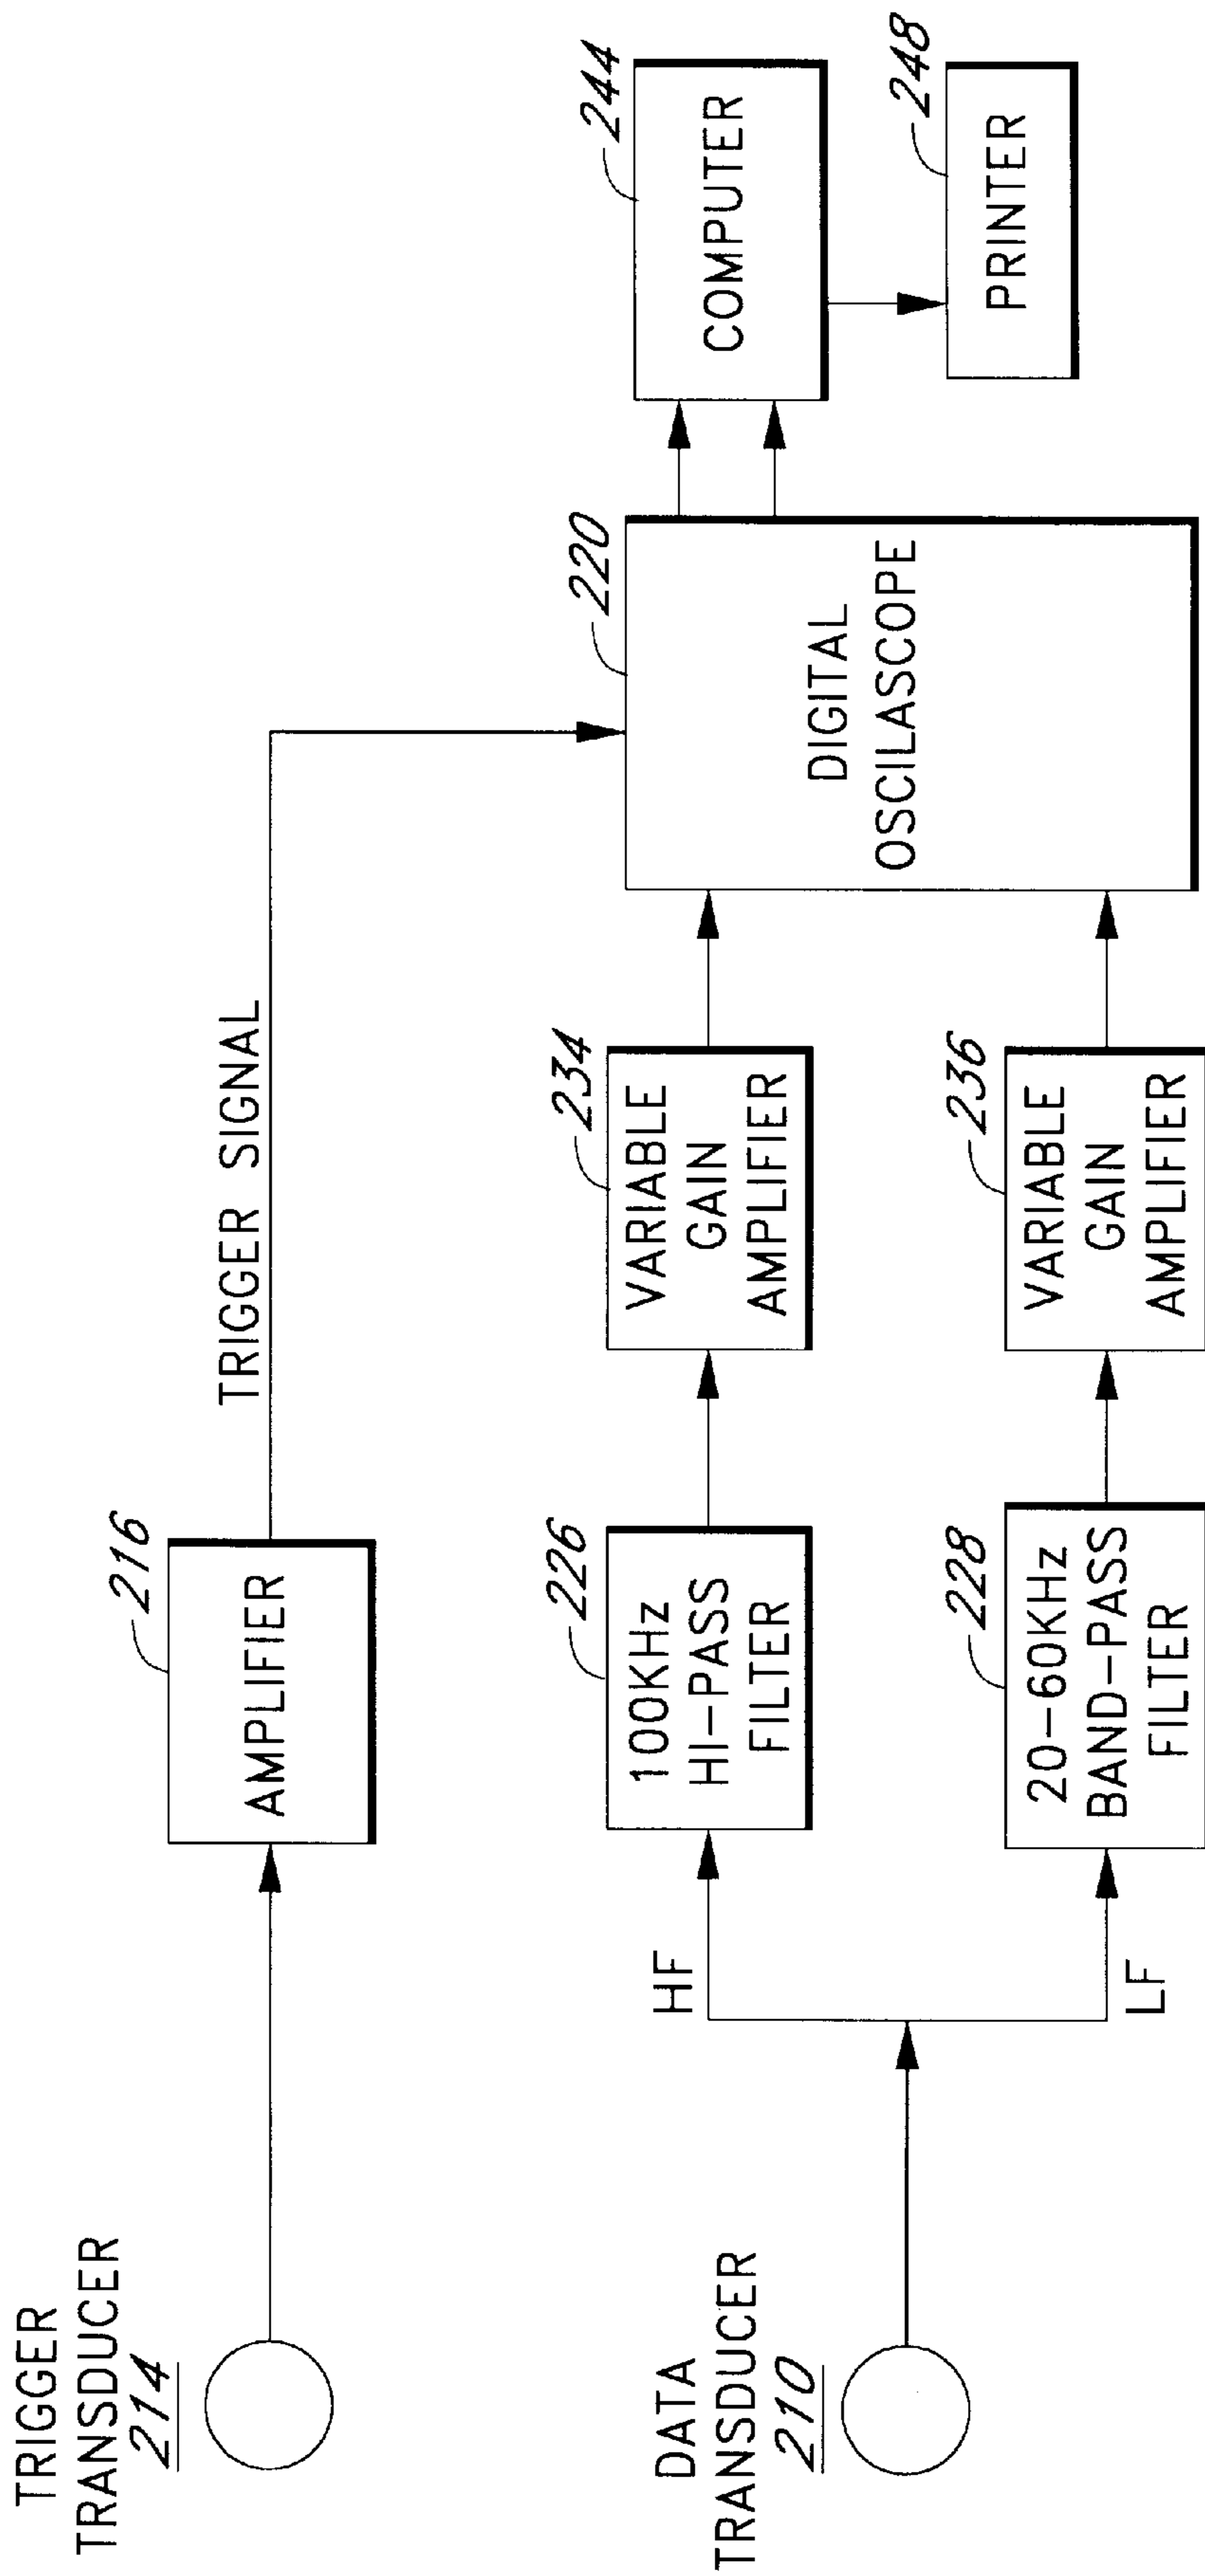 TRIGGER
TRANSDUCER
214
216
AMPLIFIER
TRIGGER SIGNAL
DATA
TRANSDUCER
210
HF
LF
226
100KHz
HI-PASS
FILTER
228
20-60KHz
BAND-PASS
FILTER
234
VARIABLE
GAIN
AMPLIFIER
236
VARIABLE
GAIN
AMPLIFIER
220
DIGITAL
OSCILASCOPE
244
COMPUTER
248
PRINTER